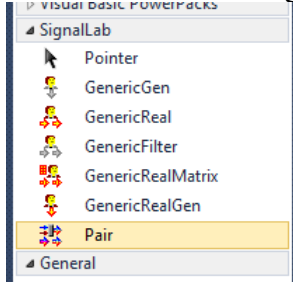 Visual Basic PowerPacks
SignalLab
Pointer
GenericGen
GenericReal
GenericFilter
GenericRealMatrix
GenericRealGen
Pair
General